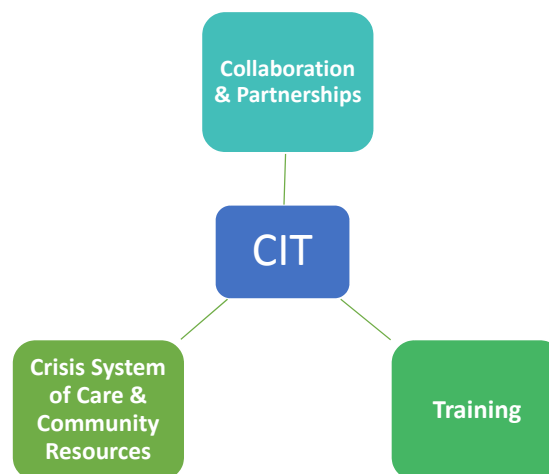 Collaboration
& Partnerships
CIT
Crisis System
of Care &
Community
Resources
Training